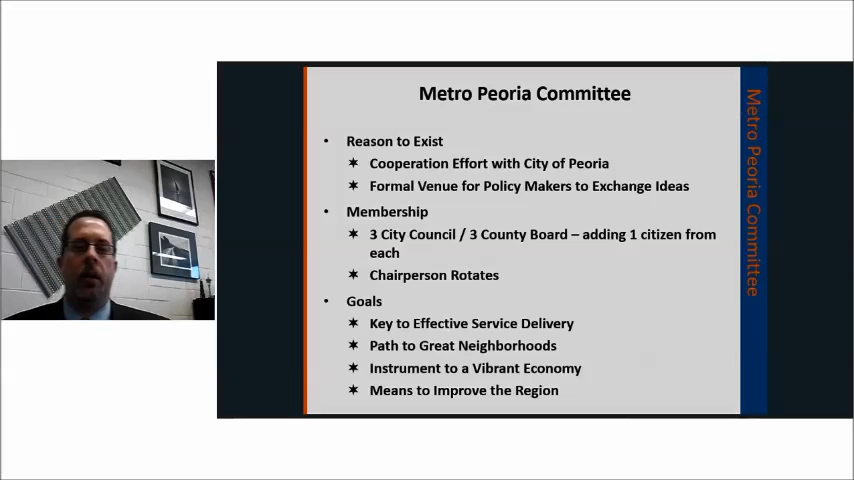 Metro Peoria Committee
• Reason to Exist
✶ Cooperation Effort with City of Peoria
✶ Formal Venue for Policy Makers to Exchange Ideas
• Membership
✶ 3 City Council / 3 County Board – adding 1 citizen from
each
✶ Chairperson Rotates
• Goals
✶ Key to Effective Service Delivery
✶ Path to Great Neighborhoods
✶ Instrument to a Vibrant Economy
✶ Means to Improve the Region
Metro Peoria Committee